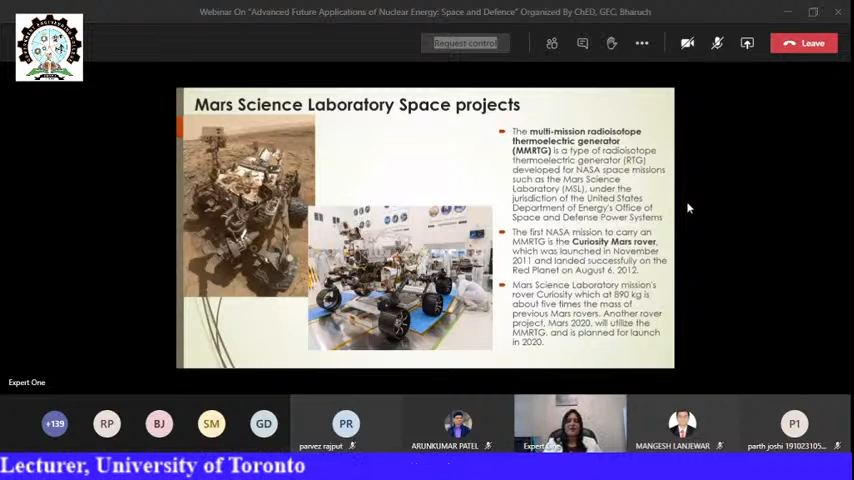 Webinar On "Advanced Future Applications of Nuclear Energy: Space and Defence" Organized By ChED, GEC, Bharuch
Request control
Leave
Mars Science Laboratory Space projects
The multi-mission radioisotope
thermoelectric generator
(MMRTG) is a type of radioisotope
thermoelectric generator (RTG)
developed for NASA space missions
such as the Mars Science
Laboratory (MSL), under the
jurisdiction of the United States
Department of Energy's Office of
Space and Defense Power Systems
The first NASA mission to carry an
MMRTG is the Curiosity Mars rover,
which was launched in November
2011 and landed successfully on the
Red Planet on August 6, 2012.
Mars Science Laboratory mission's
rover Curiosity which at 890 kg is
about five times the mass of
previous Mars rovers. Another rover
project, Mars 2020, will utilize the
MMRTG, and is planned for launch
in 2020.
Expert One
+139
RP
BJ
SM
GD
PR
P1
parvez rajput
ARUNKUMAR PATEL
Expert One
MANGESH LANJEWAR
parth joshi 191023105...
Lecturer, University of Toronto